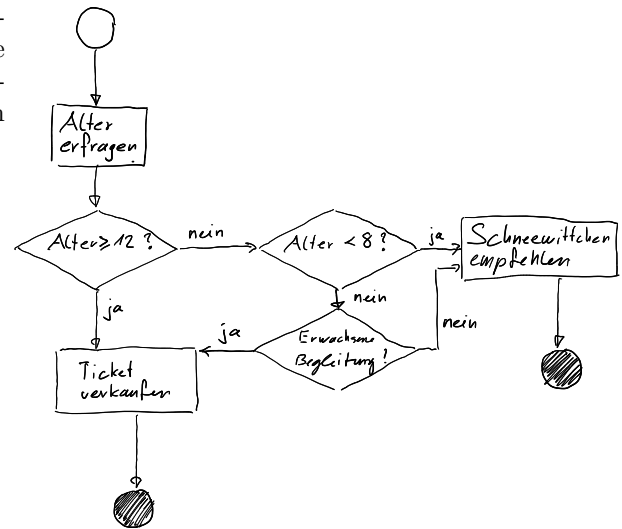 -
e
-
n
Alter
erfragen
Alter ≥ 12 ?
nein
Alter < 8 ?
ja
Schneewittchen
empfehlen
ja
nein
Erwachsene
Begleitung?
ja
nein
Ticket
verkaufen